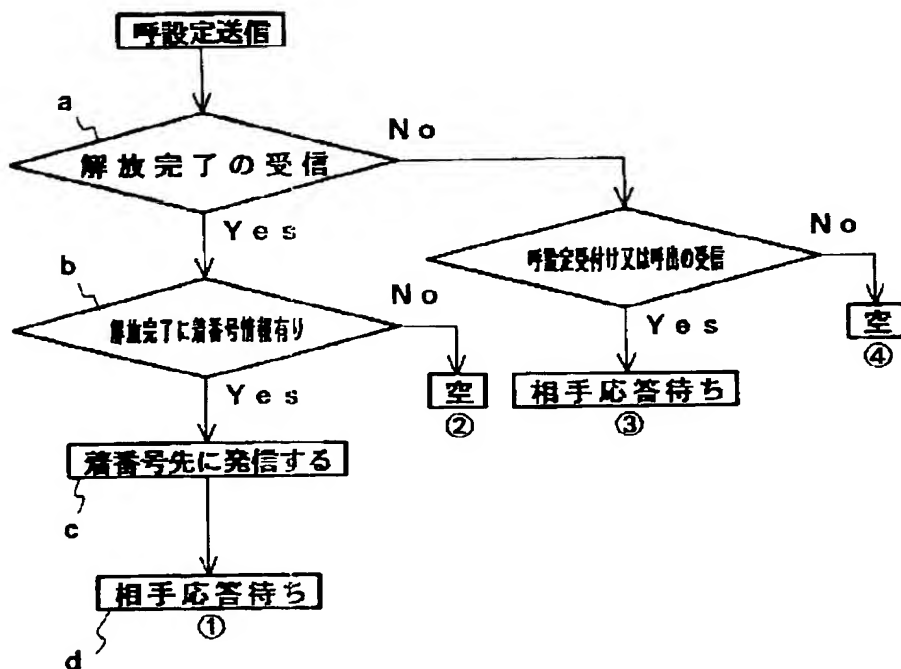 呼設定送信
a
解放完了の受信
No
Yes
呼設定受付け又は呼出の受信
No
b
解放完了に着番号情報有り
No
Yes
空
④
Yes
空
②
相手応答待ち
③
着番号先に発信する
c
相手応答待ち
①
d